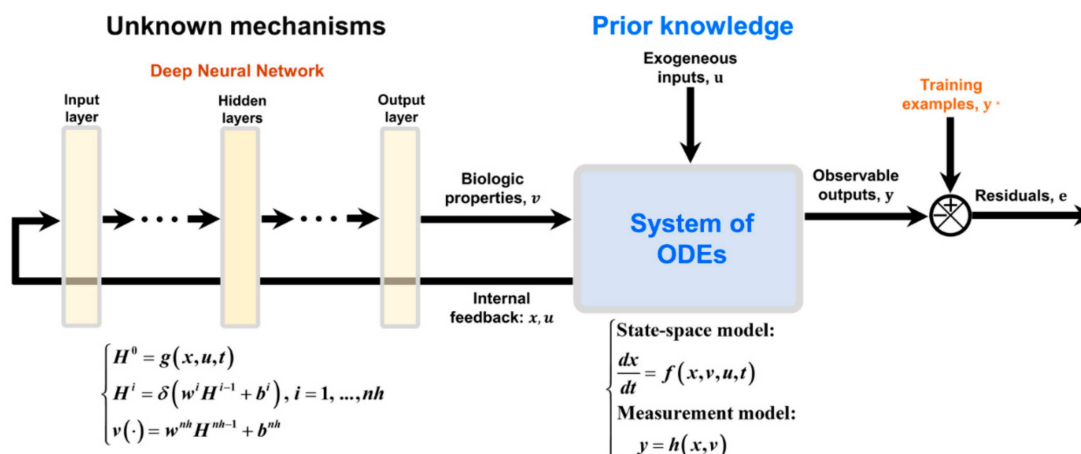 Unknown mechanisms
Prior knowledge
Deep Neural Network
Input
layer
Hidden
layers
Output
layer
Exogeneous
inputs, u
Training
examples, y *
Biologic
properties, v
System of
ODEs
Observable
outputs, y
+
−
Residuals, e
Internal
feedback: x, u
H⁰ = g(x,u,t)
Hⁱ = δ(wⁱHⁱ⁻¹ + bⁱ), i = 1, ...,nh
v(·) = wⁿʰHⁿʰ⁻¹ + bⁿʰ
State-space model:
dx/dt = f(x,v,u,t)
Measurement model:
y = h(x,v)